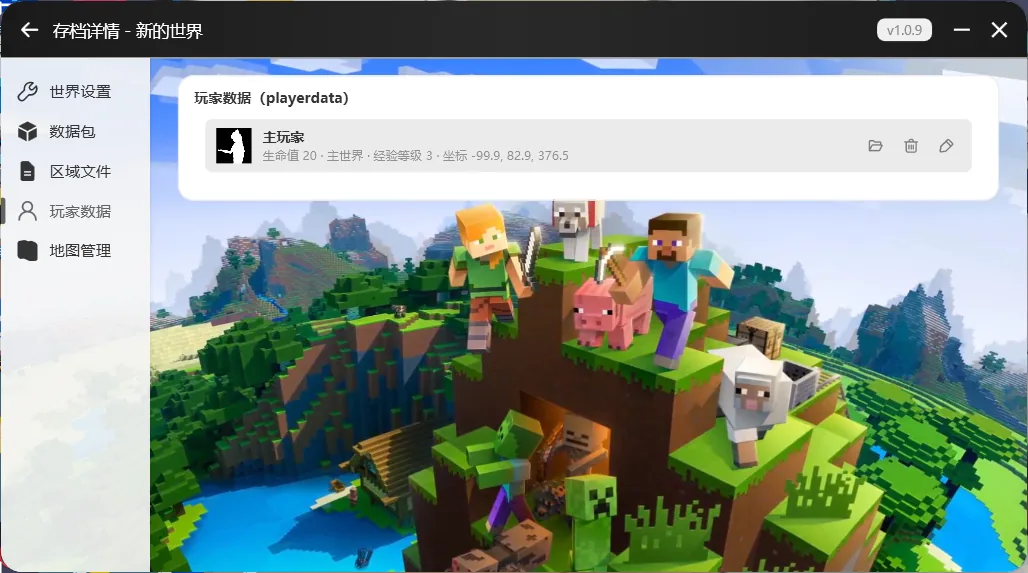 存档详情 - 新的世界
v1.0.9
世界设置
数据包
区域文件
玩家数据
地图管理
玩家数据（playerdata）
主玩家
生命值 20 · 主世界 · 经验等级 3 · 坐标 -99.9, 82.9, 376.5